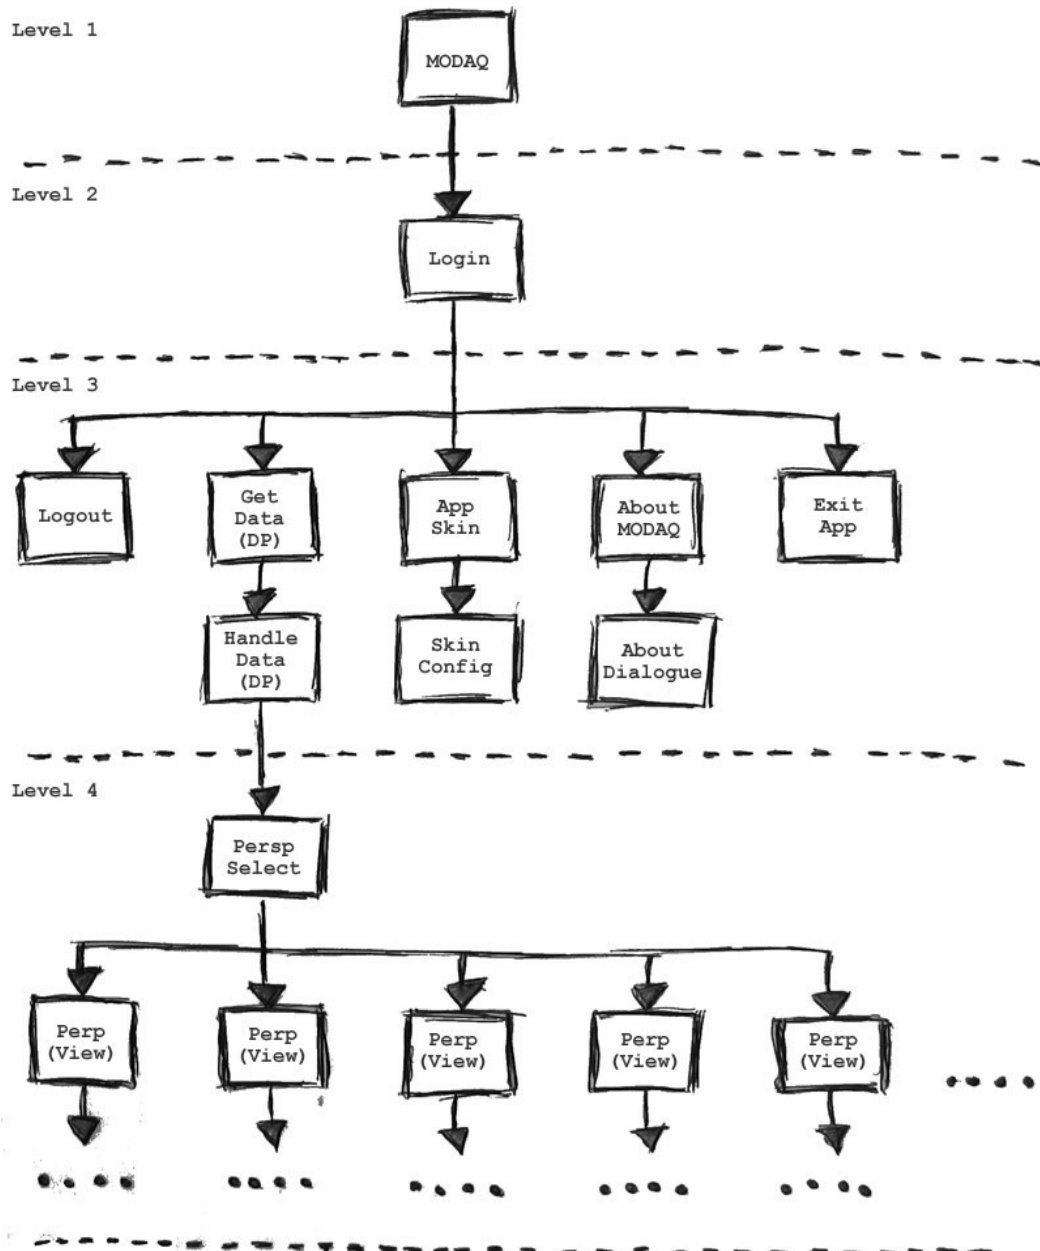 Level 1
MODAQ
Level 2
Login
Level 3
Logout
Get
Data
(DP)
App
Skin
About
MODAQ
Exit
App
Handle
Data
(DP)
Skin
Config
About
Dialogue
Level 4
Persp
Select
Perp
(View)
Perp
(View)
Perp
(View)
Perp
(View)
Perp
(View)